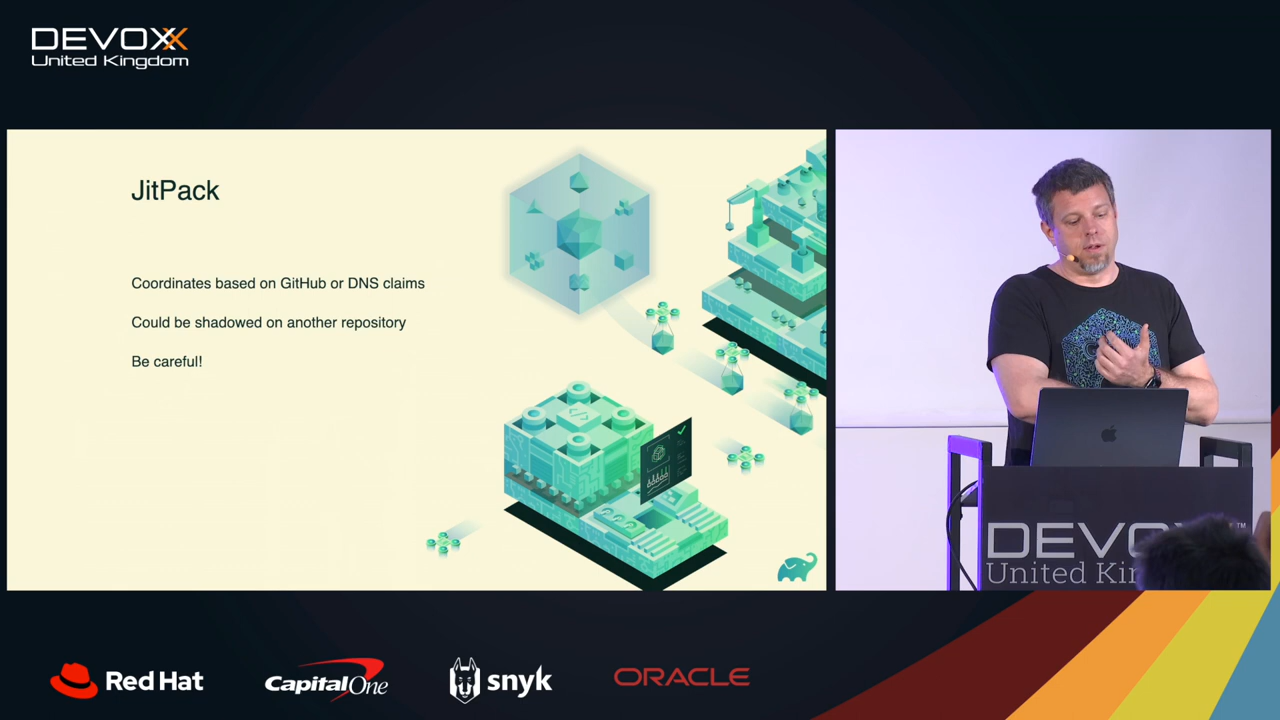 DEVOXX
United Kingdom
JitPack
Coordinates based on GitHub or DNS claims
Could be shadowed on another repository
Be careful!
DEVO
United Kin
Red Hat
Capital One
snyk
ORACLE